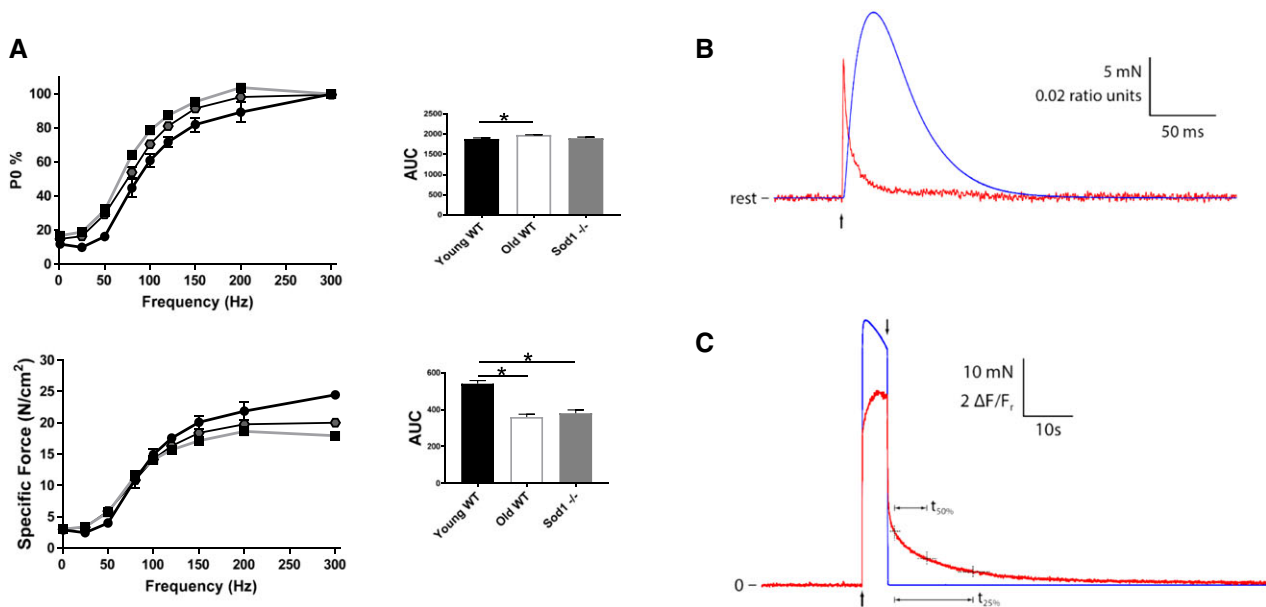 A
P0 %
100
80
60
40
20
0
0 50 100 150 200 250 300
Frequency (Hz)
AUC
2500
2000
1500
1000
500
0
*
Young WT
Old WT
Sod1 -/-
Specific Force (N/cm²)
30
25
20
15
10
5
0
0 50 100 150 200 250 300
Frequency (Hz)
AUC
600
400
200
0
*
*
Young WT
Old WT
Sod1 -/-
B
5 mN
0.02 ratio units
50 ms
rest –
C
10 mN
2 ΔF/Fr
10s
t50%
0 –
t25%